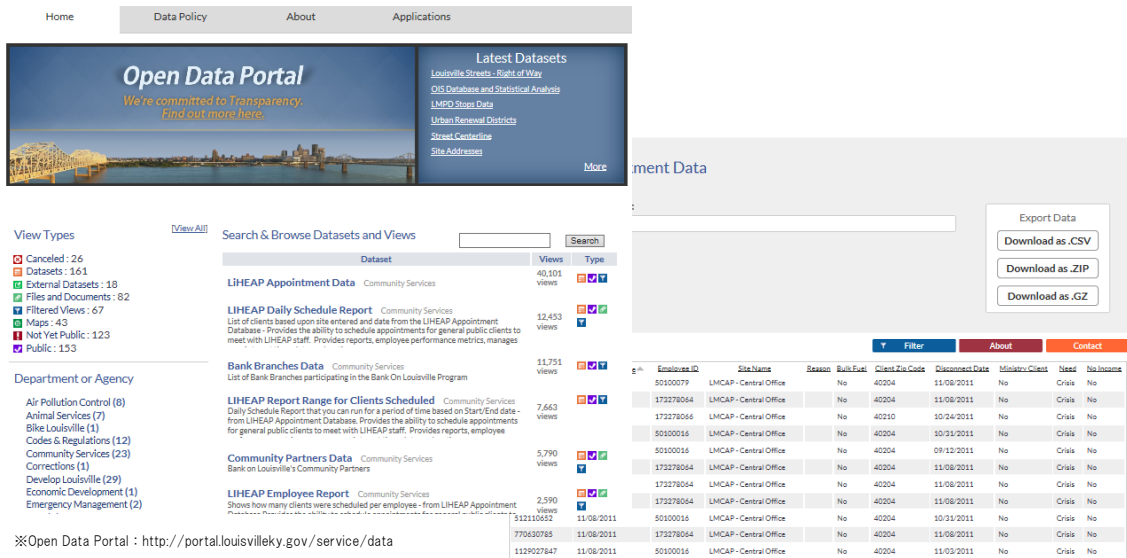 Home Data Policy About Applications
Open Data Portal
We're committed to Transparency.
Find out more here.
Latest Datasets
Louisville Streets - Right of Way
OIS Database and Statistical Analysis
LMPD Stops Data
Urban Renewal Districts
Street Centerline
Site Addresses
More
View Types [View All]
Canceled : 26
Datasets : 161
External Datasets : 18
Files and Documents : 82
Filtered Views : 67
Maps : 43
Not Yet Public : 123
Public : 153
Department or Agency
Air Pollution Control (8)
Animal Services (7)
Bike Louisville (1)
Codes & Regulations (12)
Community Services (23)
Corrections (1)
Develop Louisville (29)
Economic Development (1)
Emergency Management (2)
Search & Browse Datasets and Views Search
Dataset Views Type
LiHEAP Appointment Data Community Services 40,101 views
LIHEAP Daily Schedule Report Community Services 12,453 views
List of clients based upon site entered and date from the LIHEAP Appointment
Database - Provides the ability to schedule appointments for general public clients to
meet with LIHEAP staff. Provides reports, employee performance metrics, manages
Bank Branches Data Community Services 11,751 views
List of Bank Branches participating in the Bank On Louisville Program
LIHEAP Report Range for Clients Scheduled Community Services 7,663 views
Daily Schedule Report that you can run for a period of time based on Start/End date -
from LIHEAP Appointment Database. Provides the ability to schedule appointments
for general public clients to meet with LIHEAP staff. Provides reports, employee
Community Partners Data Community Services 5,790 views
Bank on Louisville's Community Partners
LIHEAP Employee Report Community Services 2,590 views
Shows how many clients were scheduled per employee - from LIHEAP Appointment
※Open Data Portal : http://portal.louisvilleky.gov/service/data
ment Data
Export Data
Download as .CSV
Download as .ZIP
Download as .GZ
Filter About Contact
Employee ID Site Name Reason Bulk Fuel Client Zip Code Disconnect Date Ministry Client Need No Income
50100079 LMCAP - Central Office No 40204 11/08/2011 No Crisis No
173278064 LMCAP - Central Office No 40204 11/08/2011 No Crisis No
173278066 LMCAP - Central Office No 40210 10/24/2011 No Crisis No
50100016 LMCAP - Central Office No 40204 10/31/2011 No Crisis No
50100016 LMCAP - Central Office No 40204 09/12/2011 No Crisis No
173278064 LMCAP - Central Office No 40204 11/08/2011 No Crisis No
173278064 LMCAP - Central Office No 40204 11/08/2011 No Crisis No
173278064 LMCAP - Central Office No 40204 11/08/2011 No Crisis No
512110652 11/08/2011 50100016 LMCAP - Central Office No 40204 10/31/2011 No Crisis No
770630785 11/08/2011 173278064 LMCAP - Central Office No 40204 11/08/2011 No Crisis No
1129027847 11/08/2011 50100016 LMCAP - Central Office No 40204 11/03/2011 No Crisis No